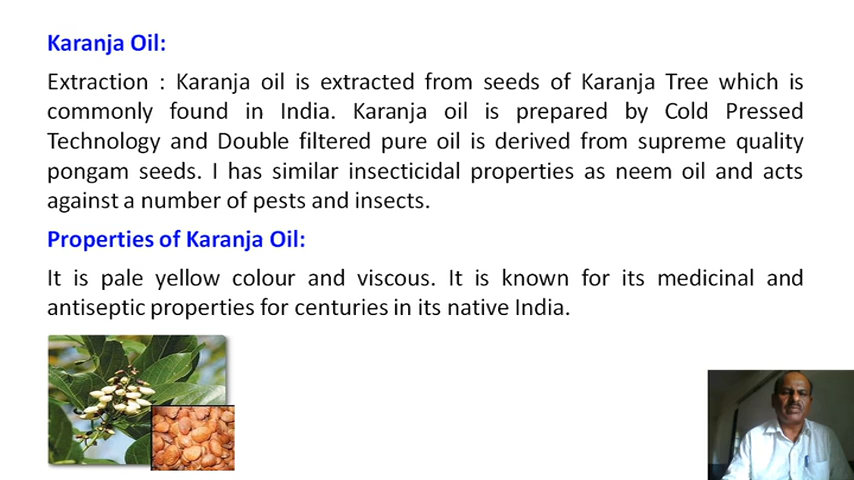 Karanja Oil:
Extraction : Karanja oil is extracted from seeds of Karanja Tree which is
commonly found in India. Karanja oil is prepared by Cold Pressed
Technology and Double filtered pure oil is derived from supreme quality
pongam seeds. I has similar insecticidal properties as neem oil and acts
against a number of pests and insects.
Properties of Karanja Oil:
It is pale yellow colour and viscous. It is known for its medicinal and
antiseptic properties for centuries in its native India.